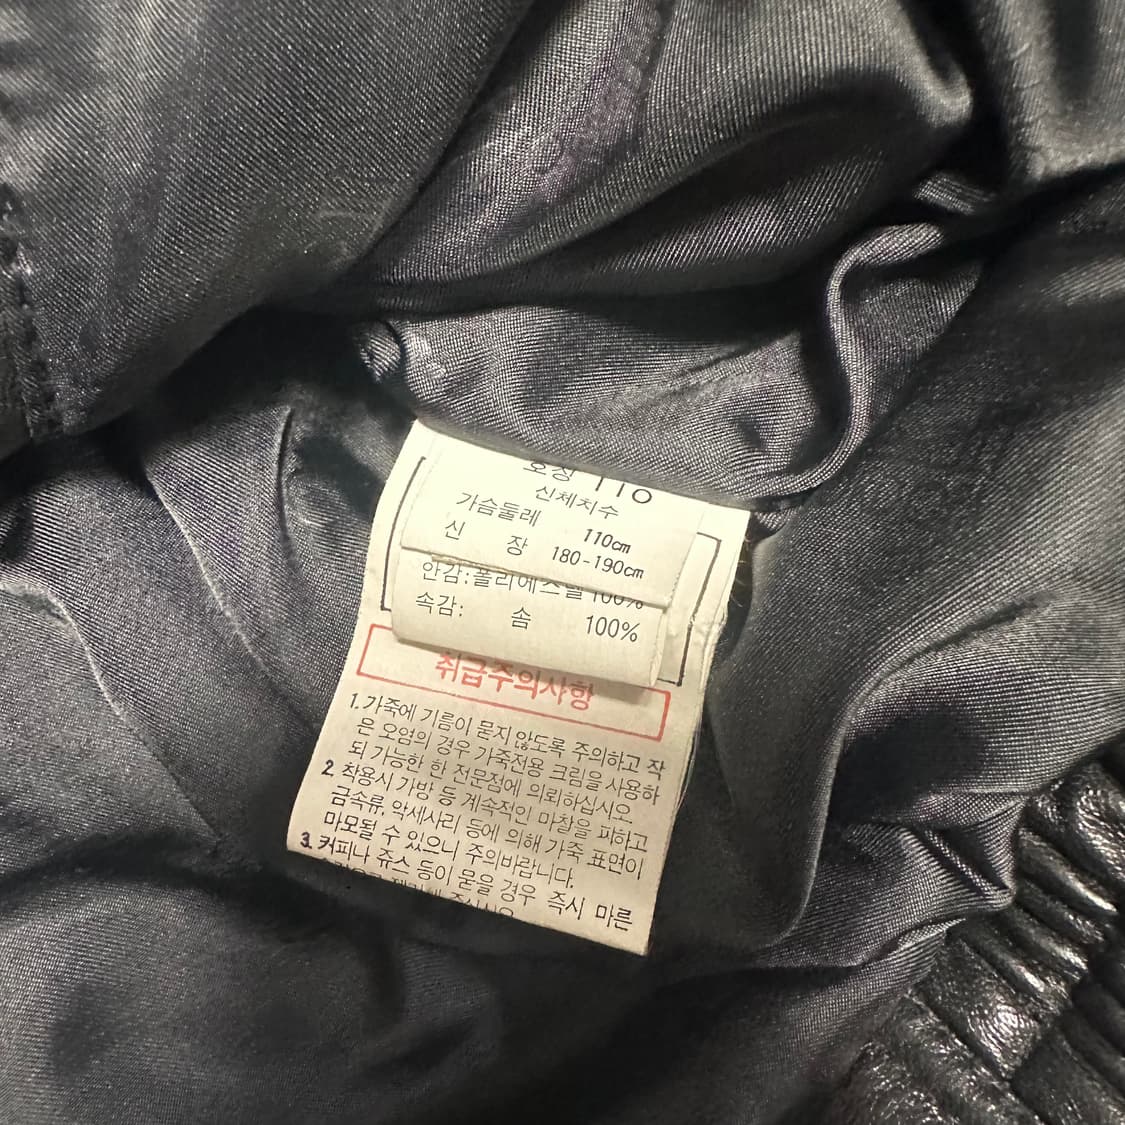 호칭 110
신체치수
가슴둘레 110cm
신 장 180-190cm
안감:폴리에스텔 100%
속감: 솜 100%
취급주의사항
1. 가죽에 기름이 묻지 않도록 주의하고 작
은 오염의 경우 가죽전용 크림을 사용하
되 가능한 한 전문점에 의뢰하십시오.
2. 착용시 가방 등 계속적인 마찰을 피하고
금속류, 악세사리 등에 의해 가죽 표면이
마모될 수 있으니 주의바랍니다.
3. 커피나 쥬스 등이 묻을 경우 즉시 마른